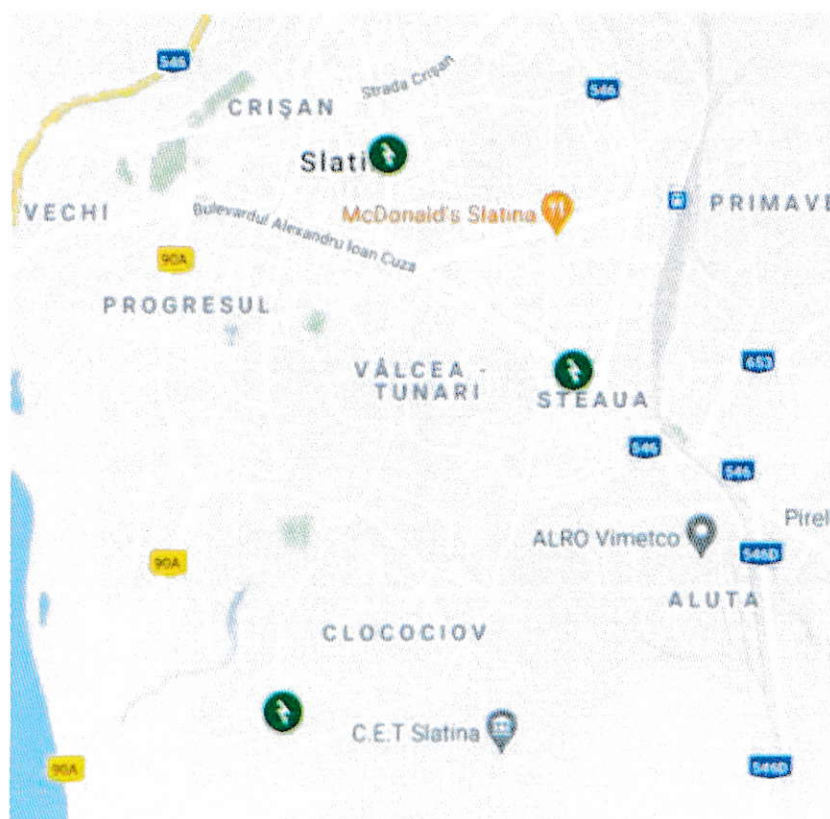 546
Strada Crişan
546
CRIŞAN
Slati
VECHI
McDonald's Slatina
PRIMAVE
Bulevardul Alexandru Ioan Cuza
90A
PROGRESUL
VÂLCEA -
TUNARI
653
STEAUA
546
546
Pirel
ALRO Vimetco
546D
90A
ALUTA
CLOCOCIOV
C.E.T Slatina
90A
546D